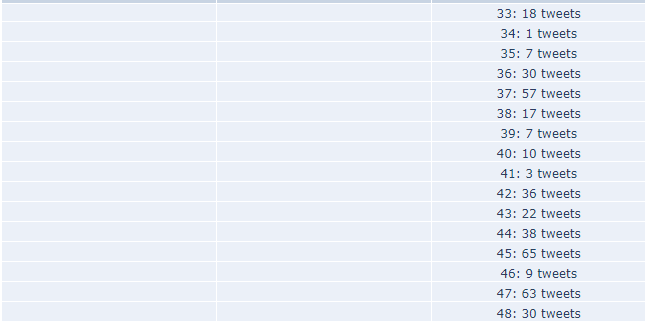 33: 18 tweets
34: 1 tweets
35: 7 tweets
36: 30 tweets
37: 57 tweets
38: 17 tweets
39: 7 tweets
40: 10 tweets
41: 3 tweets
42: 36 tweets
43: 22 tweets
44: 38 tweets
45: 65 tweets
46: 9 tweets
47: 63 tweets
48: 30 tweets